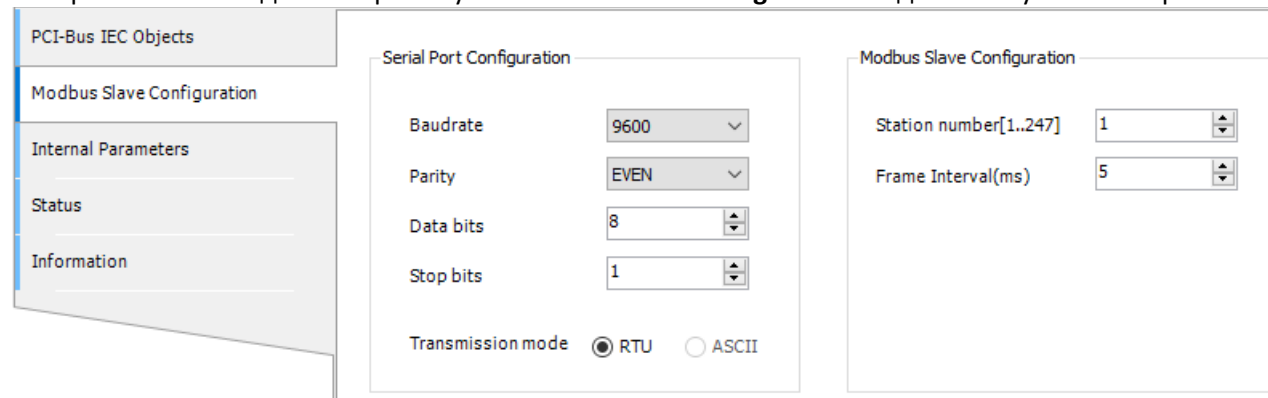 PCI-Bus IEC Objects
Modbus Slave Configuration
Internal Parameters
Status
Information
Serial Port Configuration
Baudrate 9600
Parity EVEN
Data bits 8
Stop bits 1
Transmission mode RTU ASCII
Modbus Slave Configuration
Station number[1..247] 1
Frame Interval(ms) 5